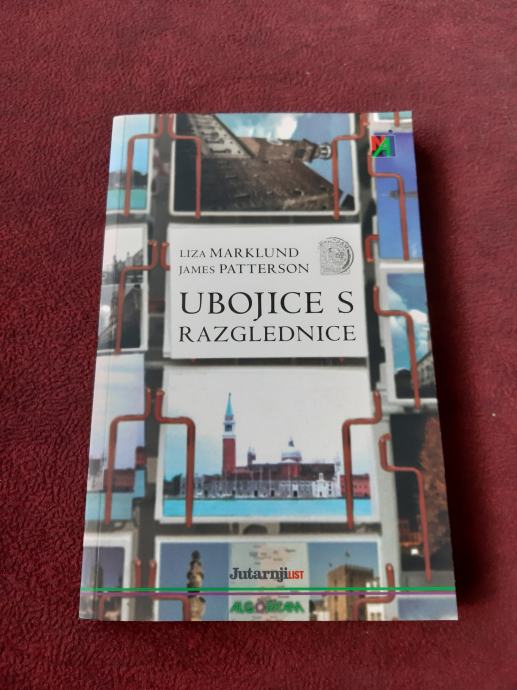 LIZA MARKLUND
JAMES PATTERSON
UBOJICE S
RAZGLEDNICE
Jutarnji LIST
ALGORITAM